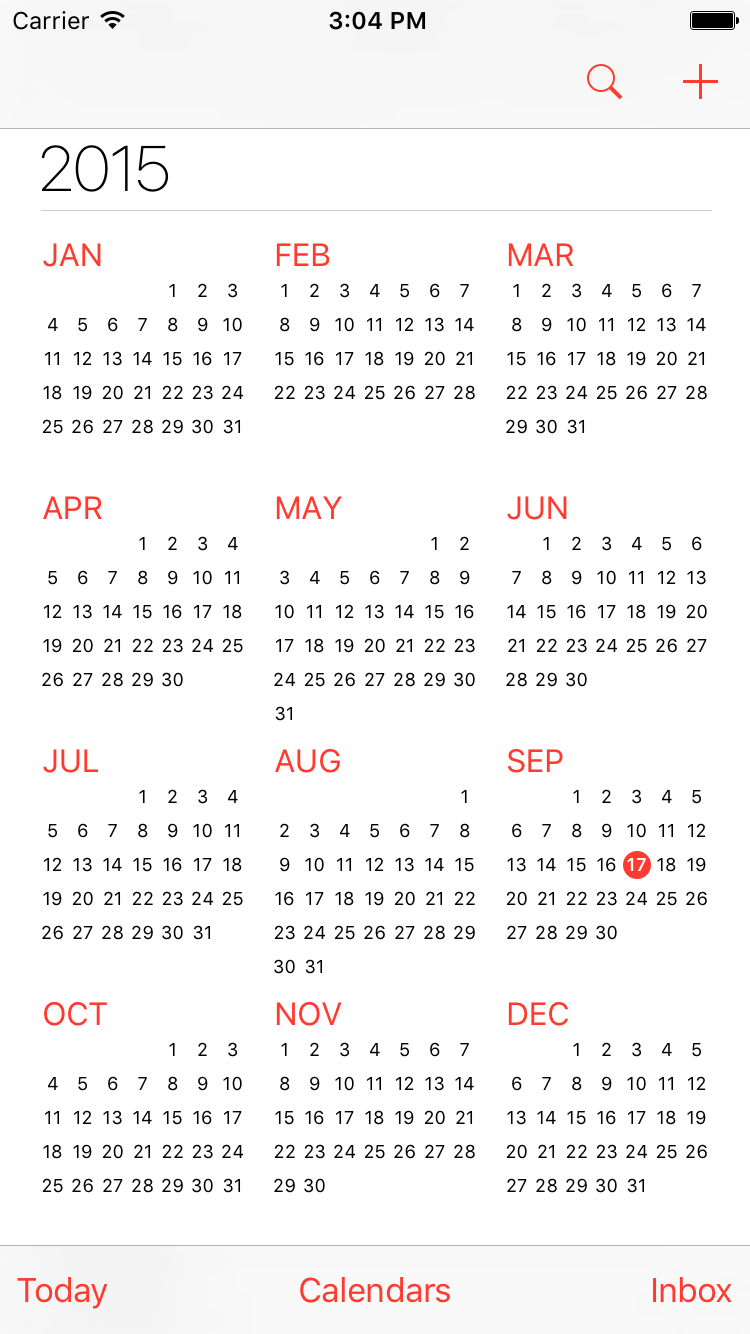 Carrier 3:04 PM
2015
JAN FEB MAR
1 2 3 1 2 3 4 5 6 7 1 2 3 4 5 6 7
4 5 6 7 8 9 10 8 9 10 11 12 13 14 8 9 10 11 12 13 14
11 12 13 14 15 16 17 15 16 17 18 19 20 21 15 16 17 18 19 20 21
18 19 20 21 22 23 24 22 23 24 25 26 27 28 22 23 24 25 26 27 28
25 26 27 28 29 30 31 29 30 31
APR MAY JUN
1 2 3 4 1 2 1 2 3 4 5 6
5 6 7 8 9 10 11 3 4 5 6 7 8 9 7 8 9 10 11 12 13
12 13 14 15 16 17 18 10 11 12 13 14 15 16 14 15 16 17 18 19 20
19 20 21 22 23 24 25 17 18 19 20 21 22 23 21 22 23 24 25 26 27
26 27 28 29 30 24 25 26 27 28 29 30 28 29 30
31
JUL AUG SEP
1 2 3 4 1 1 2 3 4 5
5 6 7 8 9 10 11 2 3 4 5 6 7 8 6 7 8 9 10 11 12
12 13 14 15 16 17 18 9 10 11 12 13 14 15 13 14 15 16 17 18 19
19 20 21 22 23 24 25 16 17 18 19 20 21 22 20 21 22 23 24 25 26
26 27 28 29 30 31 23 24 25 26 27 28 29 27 28 29 30
30 31
OCT NOV DEC
1 2 3 1 2 3 4 5 6 7 1 2 3 4 5
4 5 6 7 8 9 10 8 9 10 11 12 13 14 6 7 8 9 10 11 12
11 12 13 14 15 16 17 15 16 17 18 19 20 21 13 14 15 16 17 18 19
18 19 20 21 22 23 24 22 23 24 25 26 27 28 20 21 22 23 24 25 26
25 26 27 28 29 30 31 29 30 27 28 29 30 31
Today Calendars Inbox